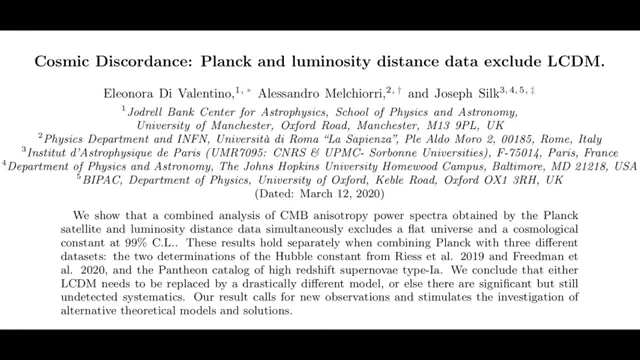 Cosmic Discordance: Planck and luminosity distance data exclude LCDM.
Eleonora Di Valentino,1, * Alessandro Melchiorri,2, † and Joseph Silk3, 4, 5, ‡
1Jodrell Bank Center for Astrophysics, School of Physics and Astronomy,
University of Manchester, Oxford Road, Manchester, M13 9PL, UK
2Physics Department and INFN, Università di Roma “La Sapienza”, Ple Aldo Moro 2, 00185, Rome, Italy
3Institut d'Astrophysique de Paris (UMR7095: CNRS & UPMC- Sorbonne Universities), F-75014, Paris, France
4Department of Physics and Astronomy, The Johns Hopkins University Homewood Campus, Baltimore, MD 21218, USA
5BIPAC, Department of Physics, University of Oxford, Keble Road, Oxford OX1 3RH, UK
(Dated: March 12, 2020)
We show that a combined analysis of CMB anisotropy power spectra obtained by the Planck
satellite and luminosity distance data simultaneously excludes a flat universe and a cosmological
constant at 99% C.L.. These results hold separately when combining Planck with three different
datasets: the two determinations of the Hubble constant from Riess et al. 2019 and Freedman et
al. 2020, and the Pantheon catalog of high redshift supernovae type-Ia. We conclude that either
LCDM needs to be replaced by a drastically different model, or else there are significant but still
undetected systematics. Our result calls for new observations and stimulates the investigation of
alternative theoretical models and solutions.